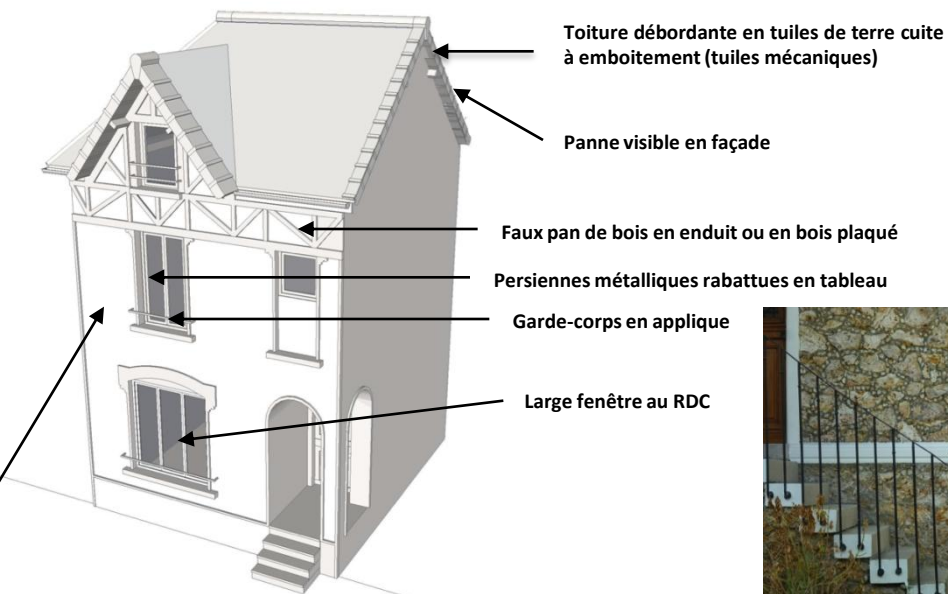 Toiture débordante en tuiles de terre cuite
à emboitement (tuiles mécaniques)
Panne visible en façade
Faux pan de bois en enduit ou en bois plaqué
Persiennes métalliques rabattues en tableau
Garde-corps en applique
Large fenêtre au RDC